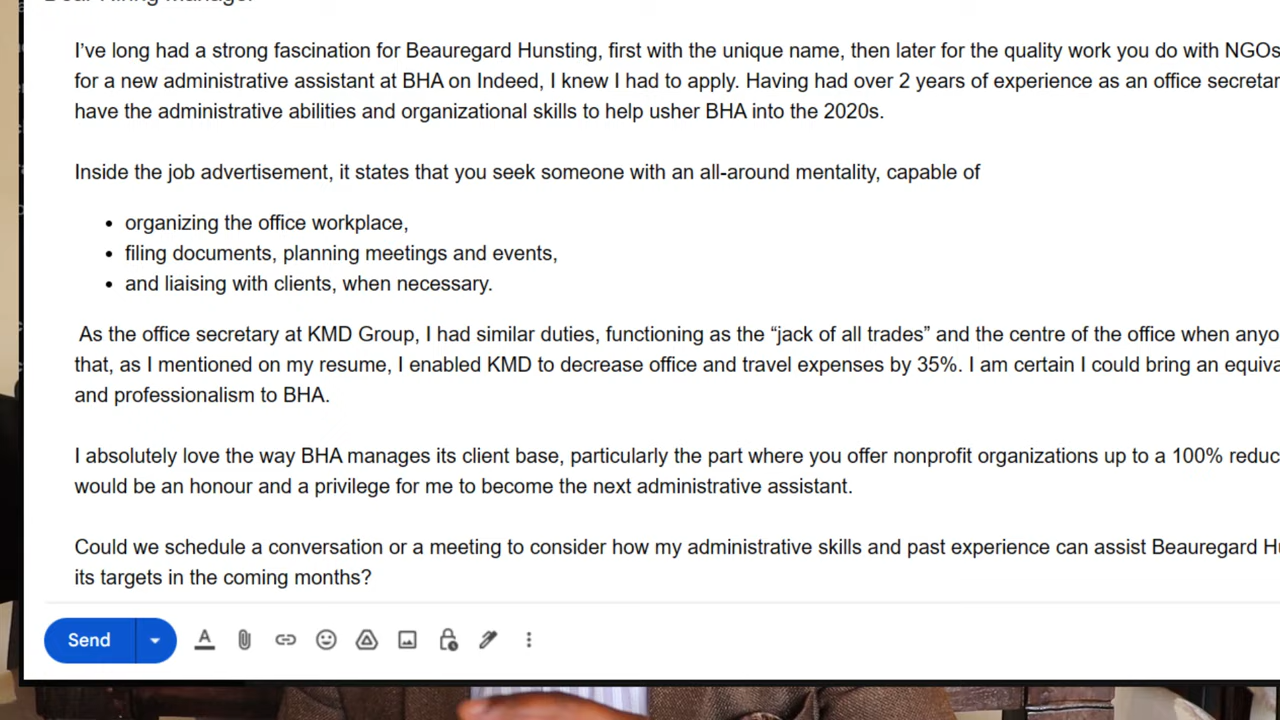 Dear Hiring Manager
I’ve long had a strong fascination for Beauregard Hunsting, first with the unique name, then later for the quality work you do with NGOs
for a new administrative assistant at BHA on Indeed, I knew I had to apply. Having had over 2 years of experience as an office secretar
have the administrative abilities and organizational skills to help usher BHA into the 2020s.
Inside the job advertisement, it states that you seek someone with an all-around mentality, capable of
• organizing the office workplace,
• filing documents, planning meetings and events,
• and liaising with clients, when necessary.
As the office secretary at KMD Group, I had similar duties, functioning as the “jack of all trades” and the centre of the office when anyo
that, as I mentioned on my resume, I enabled KMD to decrease office and travel expenses by 35%. I am certain I could bring an equiva
and professionalism to BHA.
I absolutely love the way BHA manages its client base, particularly the part where you offer nonprofit organizations up to a 100% reduc
would be an honour and a privilege for me to become the next administrative assistant.
Could we schedule a conversation or a meeting to consider how my administrative skills and past experience can assist Beauregard H
its targets in the coming months?
Send